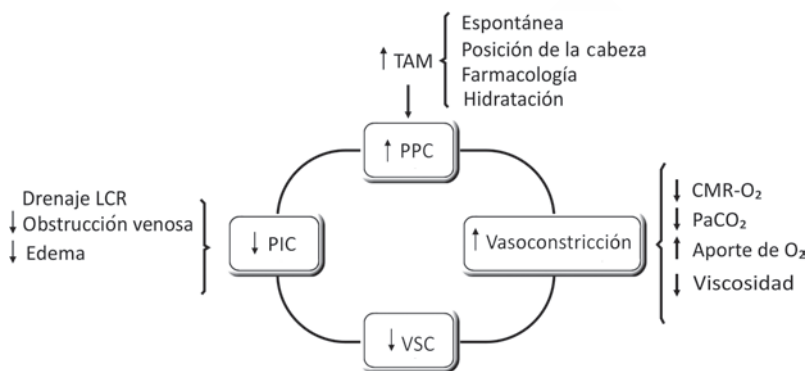 Espontánea
Posición de la cabeza
↑ TAM
Farmacología
Hidratación
↑ PPC
Drenaje LCR
↓ Obstrucción venosa
↓ Edema
↓ PIC
↑ Vasoconstricción
↓ CMR-O₂
↓ PaCO₂
↑ Aporte de O₂
↓ Viscosidad
↓ VSC